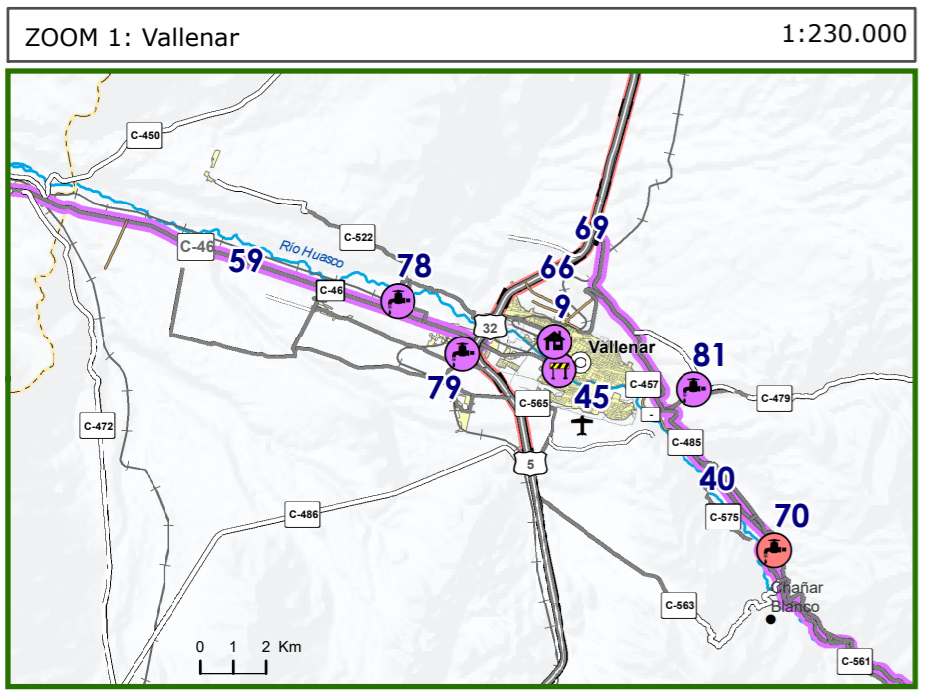 ZOOM 1: Vallenar
1:230.000
C-450
69
C-522
C-46
Río Huasco
59
78
66
C-46
9
32
Vallenar
81
79
C-457
45
C-479
C-565
-
C-472
C-485
5
40
C-486
C-575
70
Chañar
Blanco
C-563
0 1 2 Km
C-561